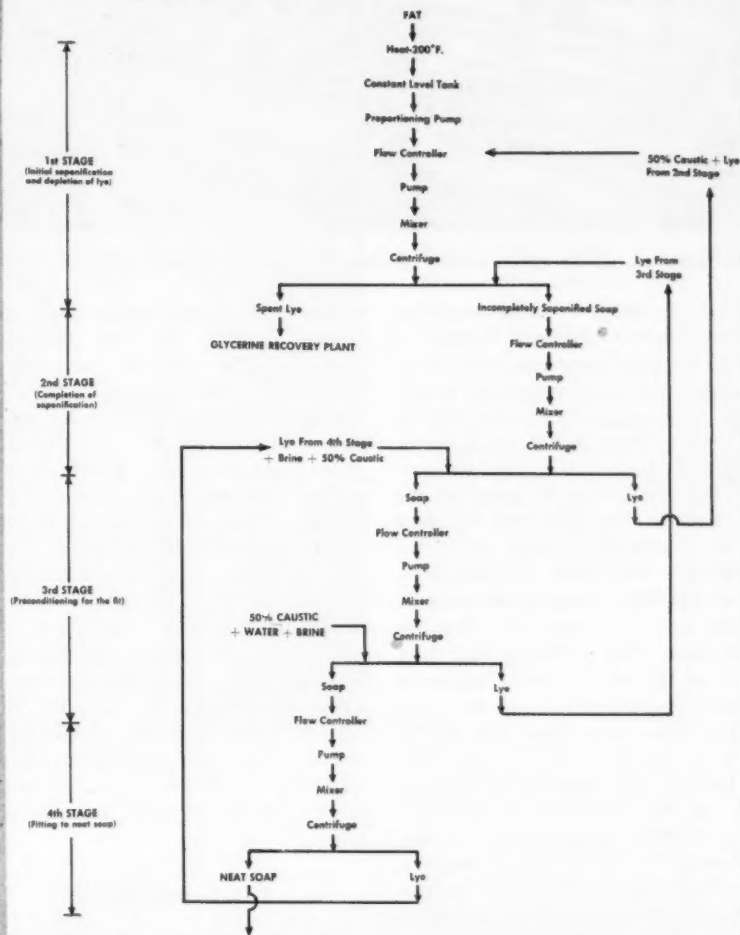 FAT
Heat-200°F.
Constant Level Tank
Proportioning Pump
1st STAGE
(Initial saponification
and depletion of lye)
Flow Controller
50% Caustic + Lye
From 2nd Stage
Pump
Mixer
Centrifuge
Lye From
3rd Stage
Spent Lye
Incompletely Saponified Soap
GLYCERINE RECOVERY PLANT
Flow Controller
2nd STAGE
(Completion of
saponification)
Pump
Mixer
Lye From 4th Stage
+ Brine + 50% Caustic
Centrifuge
Soap
Lye
Flow Controller
Pump
3rd STAGE
(Preconditioning for the fit)
Mixer
50% CAUSTIC
+ WATER + BRINE
Centrifuge
Soap
Lye
Flow Controller
Pump
Mixer
4th STAGE
(Fitting to neat soap)
Centrifuge
NEAT SOAP
Lye